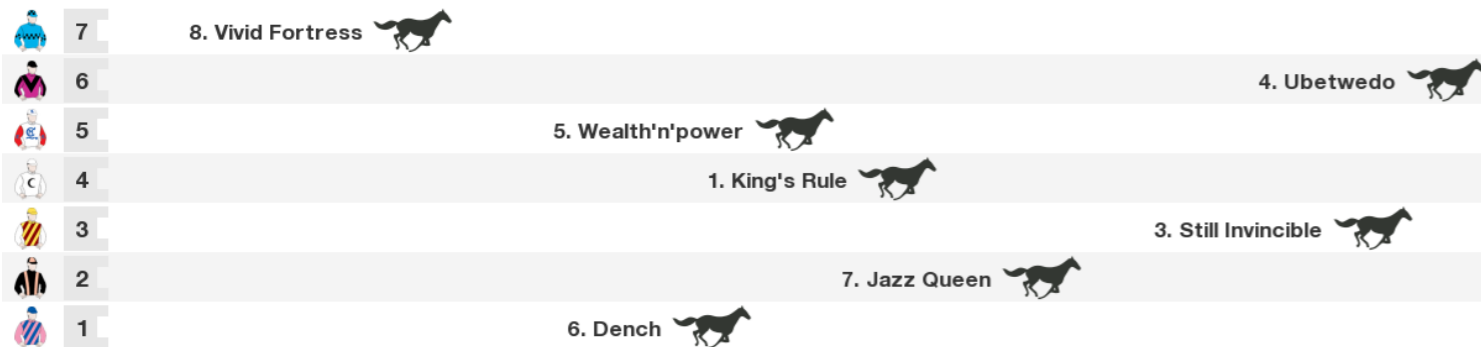 7 8. Vivid Fortress
6 4. Ubetwedo
5 5. Wealth'n'power
C 4 1. King's Rule
3 3. Still Invincible
2 7. Jazz Queen
1 6. Dench